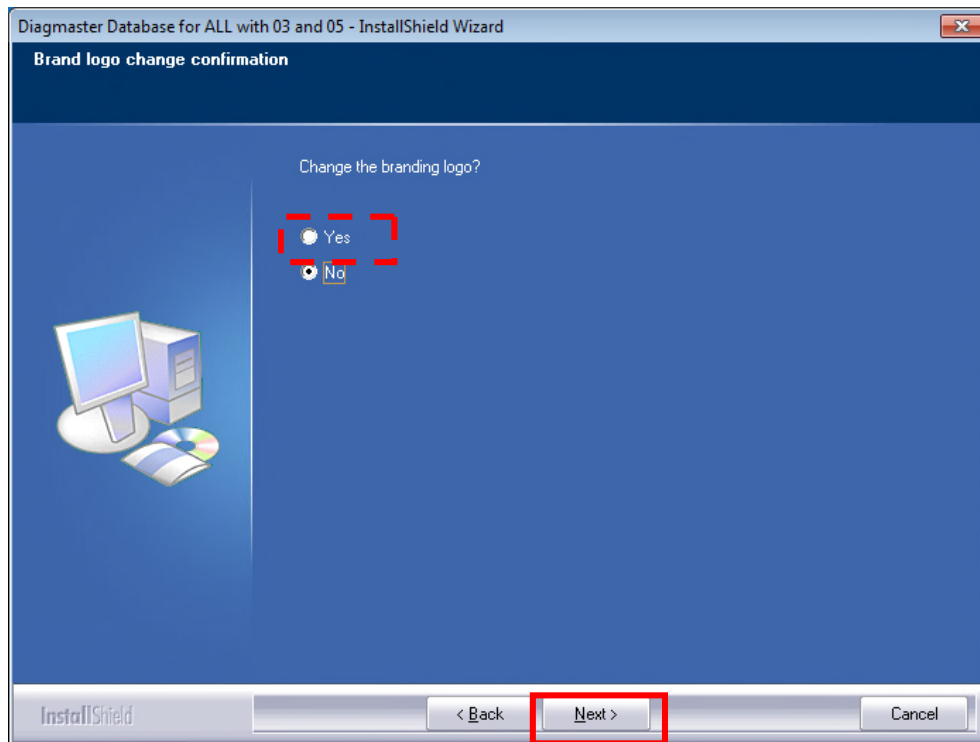 Diagmaster Database for ALL with 03 and 05 - InstallShield Wizard
Brand logo change confirmation
Change the branding logo?
Yes
No
InstallShield
< Back
Next >
Cancel